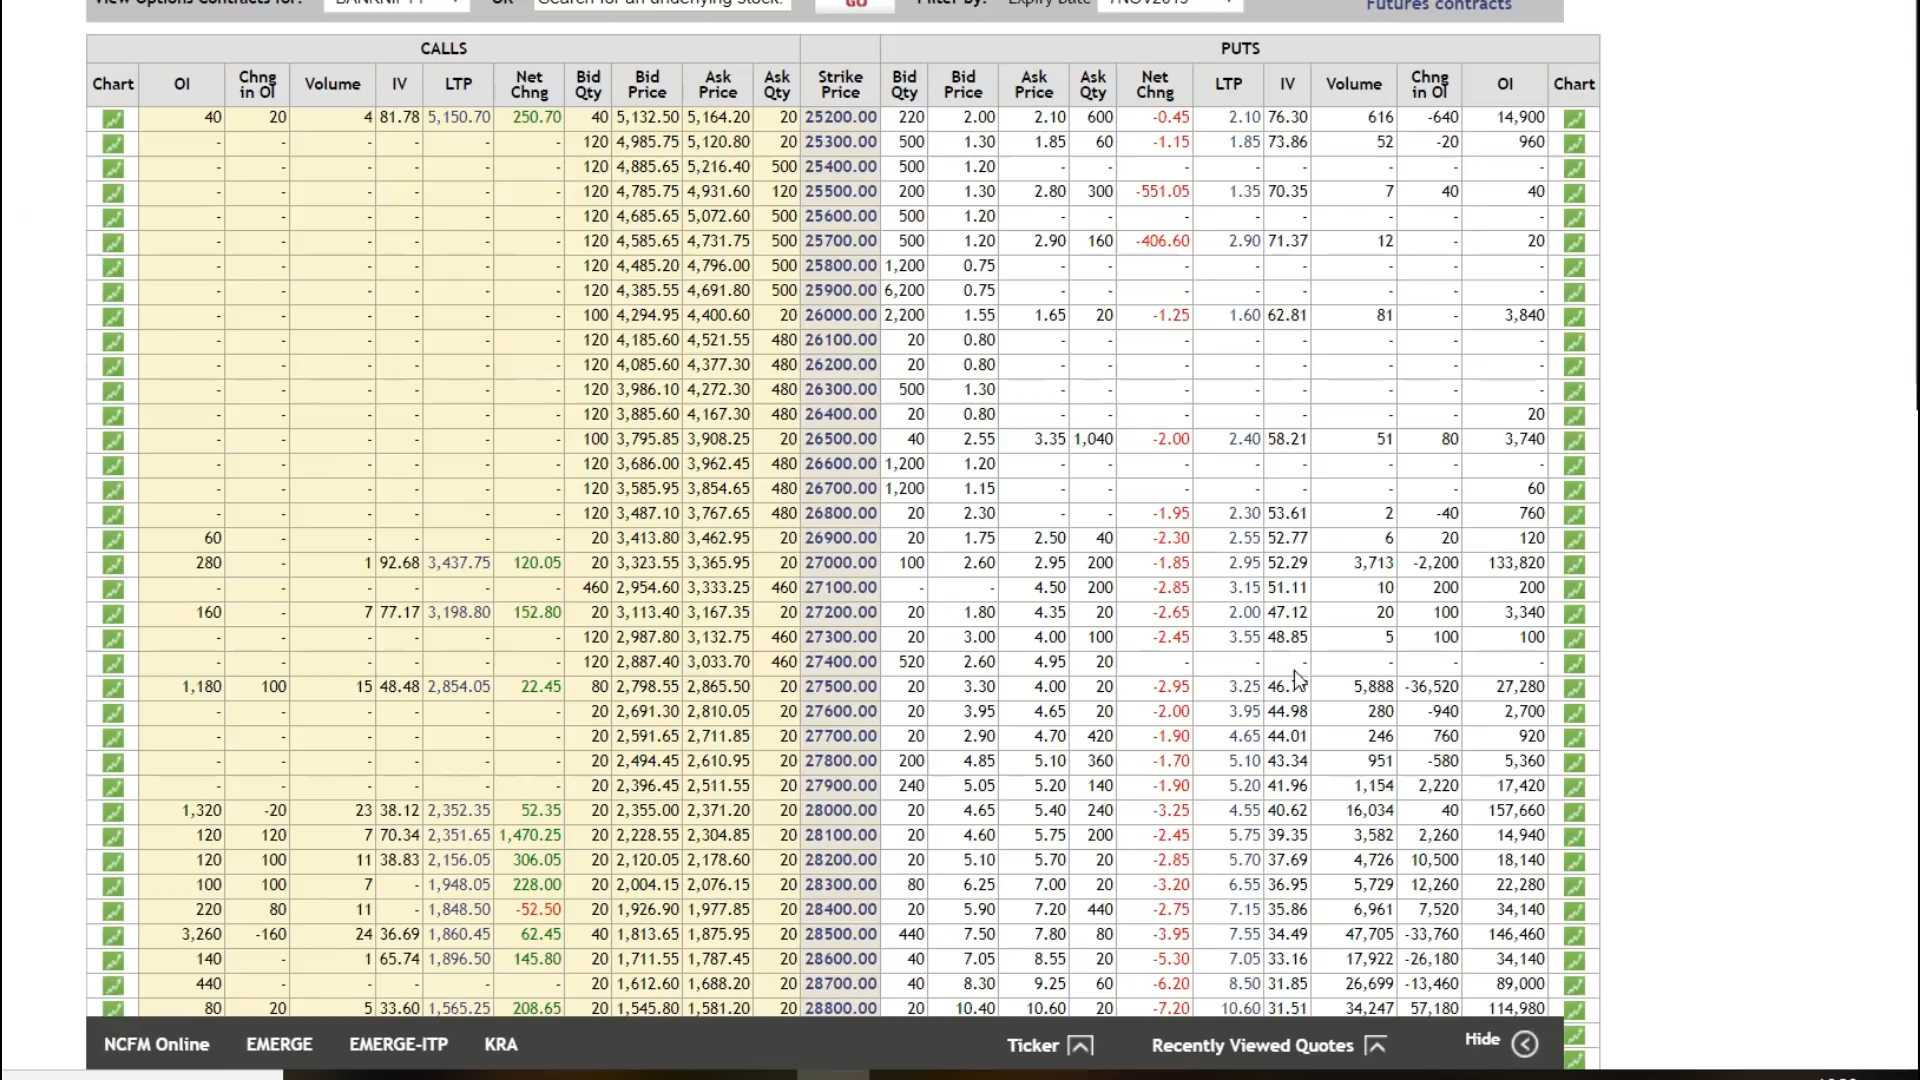 View Options Contracts for: BANKNIFTY OR Search for an underlying stock. GO Filter by: Expiry Date 7NOV2019 Futures contracts
CALLS PUTS
Chart OI Chng in OI Volume IV LTP Net Chng Bid Qty Bid Price Ask Price Ask Qty Strike Price Bid Qty Bid Price Ask Price Ask Qty Net Chng LTP IV Volume Chng in OI OI Chart
40 20 4 81.78 5,150.70 250.70 40 5,132.50 5,164.20 20 25200.00 220 2.00 2.10 600 -0.45 2.10 76.30 616 -640 14,900
- - - - - - 120 4,985.75 5,120.80 20 25300.00 500 1.30 1.85 60 -1.15 1.85 73.86 52 -20 960
- - - - - - 120 4,885.65 5,216.40 500 25400.00 500 1.20 - - - - - - - -
- - - - - - 120 4,785.75 4,931.60 120 25500.00 200 1.30 2.80 300 -551.05 1.35 70.35 7 40 40
- - - - - - 120 4,685.65 5,072.60 500 25600.00 500 1.20 - - - - - - - -
- - - - - - 120 4,585.65 4,731.75 500 25700.00 500 1.20 2.90 160 -406.60 2.90 71.37 12 - 20
- - - - - - 120 4,485.20 4,796.00 500 25800.00 1,200 0.75 - - - - - - - -
- - - - - - 120 4,385.55 4,691.80 500 25900.00 6,200 0.75 - - - - - - - -
- - - - - - 100 4,294.95 4,400.60 20 26000.00 2,200 1.55 1.65 20 -1.25 1.60 62.81 81 - 3,840
- - - - - - 120 4,185.60 4,521.55 480 26100.00 20 0.80 - - - - - - - -
- - - - - - 120 4,085.60 4,377.30 480 26200.00 20 0.80 - - - - - - - -
- - - - - - 120 3,986.10 4,272.30 480 26300.00 500 1.30 - - - - - - - -
- - - - - - 120 3,885.60 4,167.30 480 26400.00 20 0.80 - - - - - - - 20
- - - - - - 100 3,795.85 3,908.25 20 26500.00 40 2.55 3.35 1,040 -2.00 2.40 58.21 51 80 3,740
- - - - - - 120 3,686.00 3,962.45 480 26600.00 1,200 1.20 - - - - - - - -
- - - - - - 120 3,585.95 3,854.65 480 26700.00 1,200 1.15 - - - - - - - 60
- - - - - - 120 3,487.10 3,767.65 480 26800.00 20 2.30 - - -1.95 2.30 53.61 2 -40 760
60 - - - - - 20 3,413.80 3,462.95 20 26900.00 20 1.75 2.50 40 -2.30 2.55 52.77 6 20 120
280 - 1 92.68 3,437.75 120.05 20 3,323.55 3,365.95 20 27000.00 100 2.60 2.95 200 -1.85 2.95 52.29 3,713 -2,200 133,820
- - - - - - 460 2,954.60 3,333.25 460 27100.00 - - 4.50 200 -2.85 3.15 51.11 10 200 200
160 - 7 77.17 3,198.80 152.80 20 3,113.40 3,167.35 20 27200.00 20 1.80 4.35 20 -2.65 2.00 47.12 20 100 3,340
- - - - - - 120 2,987.80 3,132.75 460 27300.00 20 3.00 4.00 100 -2.45 3.55 48.85 5 100 100
- - - - - - 120 2,887.40 3,033.70 460 27400.00 520 2.60 4.95 20 - - - - - -
1,180 100 15 48.48 2,854.05 22.45 80 2,798.55 2,865.50 20 27500.00 20 3.30 4.00 20 -2.95 3.25 5,888 -36,520 27,280
- - - - - - 20 2,691.30 2,810.05 20 27600.00 20 3.95 4.65 20 -2.00 3.95 44.98 280 -940 2,700
- - - - - - 20 2,591.65 2,711.85 20 27700.00 20 2.90 4.70 420 -1.90 4.65 44.01 246 760 920
- - - - - - 20 2,494.45 2,610.95 20 27800.00 200 4.85 5.10 360 -1.70 5.10 43.34 951 -580 5,360
- - - - - - 20 2,396.45 2,511.55 20 27900.00 240 5.05 5.20 140 -1.90 5.20 41.96 1,154 2,220 17,420
1,320 -20 23 38.12 2,352.35 52.35 20 2,355.00 2,371.20 20 28000.00 20 4.65 5.40 240 -3.25 4.55 40.62 16,034 40 157,660
120 120 7 70.34 2,351.65 1,470.25 20 2,228.55 2,304.85 20 28100.00 20 4.60 5.75 200 -2.45 5.75 39.35 3,582 2,260 14,940
120 100 11 38.83 2,156.05 306.05 20 2,120.05 2,178.60 20 28200.00 20 5.10 5.70 20 -2.85 5.70 37.69 4,726 10,500 18,140
100 100 7 - 1,948.05 228.00 20 2,004.15 2,076.15 20 28300.00 80 6.25 7.00 20 -3.20 6.55 36.95 5,729 12,260 22,280
220 80 11 - 1,848.50 -52.50 20 1,926.90 1,977.85 20 28400.00 20 5.90 7.20 440 -2.75 7.15 35.86 6,961 7,520 34,140
3,260 -160 24 36.69 1,860.45 62.45 40 1,813.65 1,875.95 20 28500.00 440 7.50 7.80 80 -3.95 7.55 34.49 47,705 -33,760 146,460
140 - 1 65.74 1,896.50 145.80 20 1,711.55 1,787.45 20 28600.00 40 7.05 8.55 20 -5.30 7.05 33.16 17,922 -26,180 34,140
440 - - - - - 20 1,612.60 1,688.20 20 28700.00 40 8.30 9.25 60 -6.20 8.50 31.85 26,699 -13,460 89,000
80 20 5 33.60 1,565.25 208.65 20 1,545.80 1,581.20 20 28800.00 20 10.40 10.60 20 -7.20 10.60 31.51 34,247 57,180 114,980
NCFM Online EMERGE EMERGE-ITP KRA Ticker Recently Viewed Quotes Hide